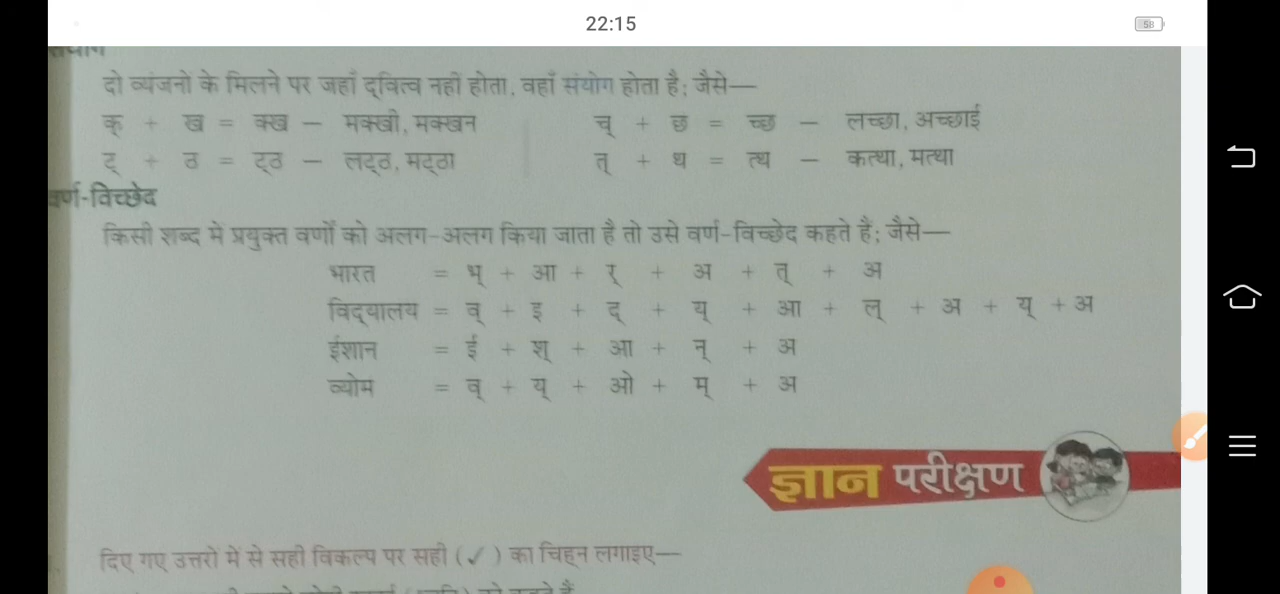 22:15
58
दो व्यंजनों के मिलने पर जहाँ द्‌वित्व नहीं होता, वहाँ संयोग होता है; जैसे—
क् + ख = क्ख – मक्खी, मक्खन च् + छ = च्छ – लच्छा, अच्छाई
ट् + ठ = ट्‌ठ – लट्‌ठ, मट्‌ठा त् + थ = त्थ – कत्था, मत्था
वर्ण-विच्छेद
किसी शब्द में प्रयुक्त वर्णों को अलग-अलग किया जाता है तो उसे वर्ण-विच्छेद कहते हैं; जैसे—
भारत = भ् + आ + र् + अ + त् + अ
विद्‌यालय = व् + इ + द् + य् + आ + ल् + अ + य् + अ
ईशान = ई + श् + आ + न् + अ
व्योम = व् + य् + ओ + म् + अ
ज्ञान परीक्षण
दिए गए उत्तरों में से सही विकल्प पर सही (✓) का चिह्‌न लगाइए—